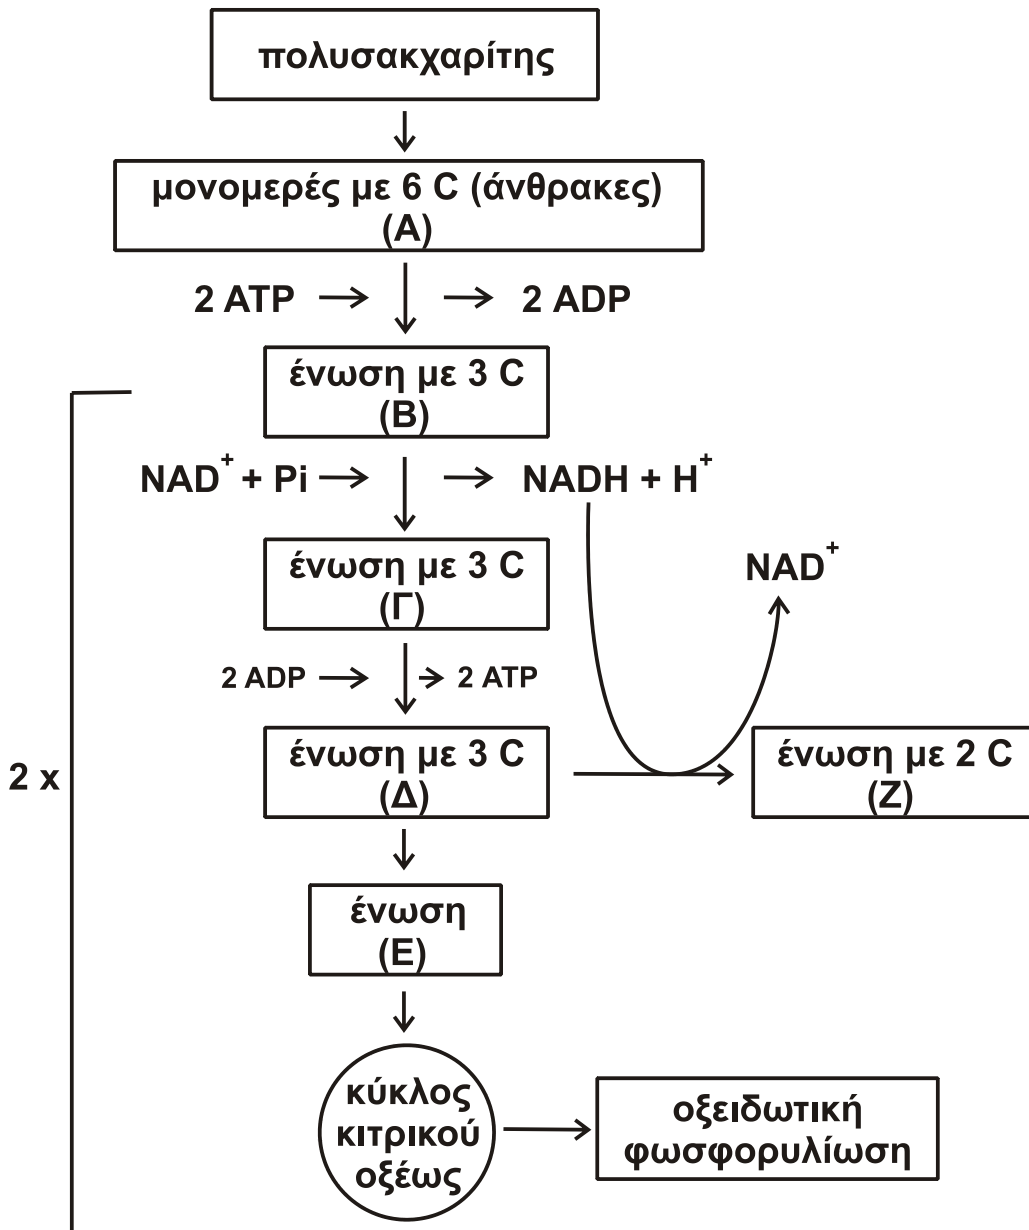 πολυσακχαρίτης
μονομερές με 6 C (άνθρακες)
(Α)
2 ATP
2 ADP
ένωση με 3 C
(Β)
NAD+ + Pi
NADH + H+
ένωση με 3 C
(Γ)
NAD+
2 ADP
2 ATP
2 x
ένωση με 3 C
(Δ)
ένωση με 2 C
(Ζ)
ένωση
(Ε)
κύκλος
κιτρικού
οξέως
οξειδωτική
φωσφορυλίωση